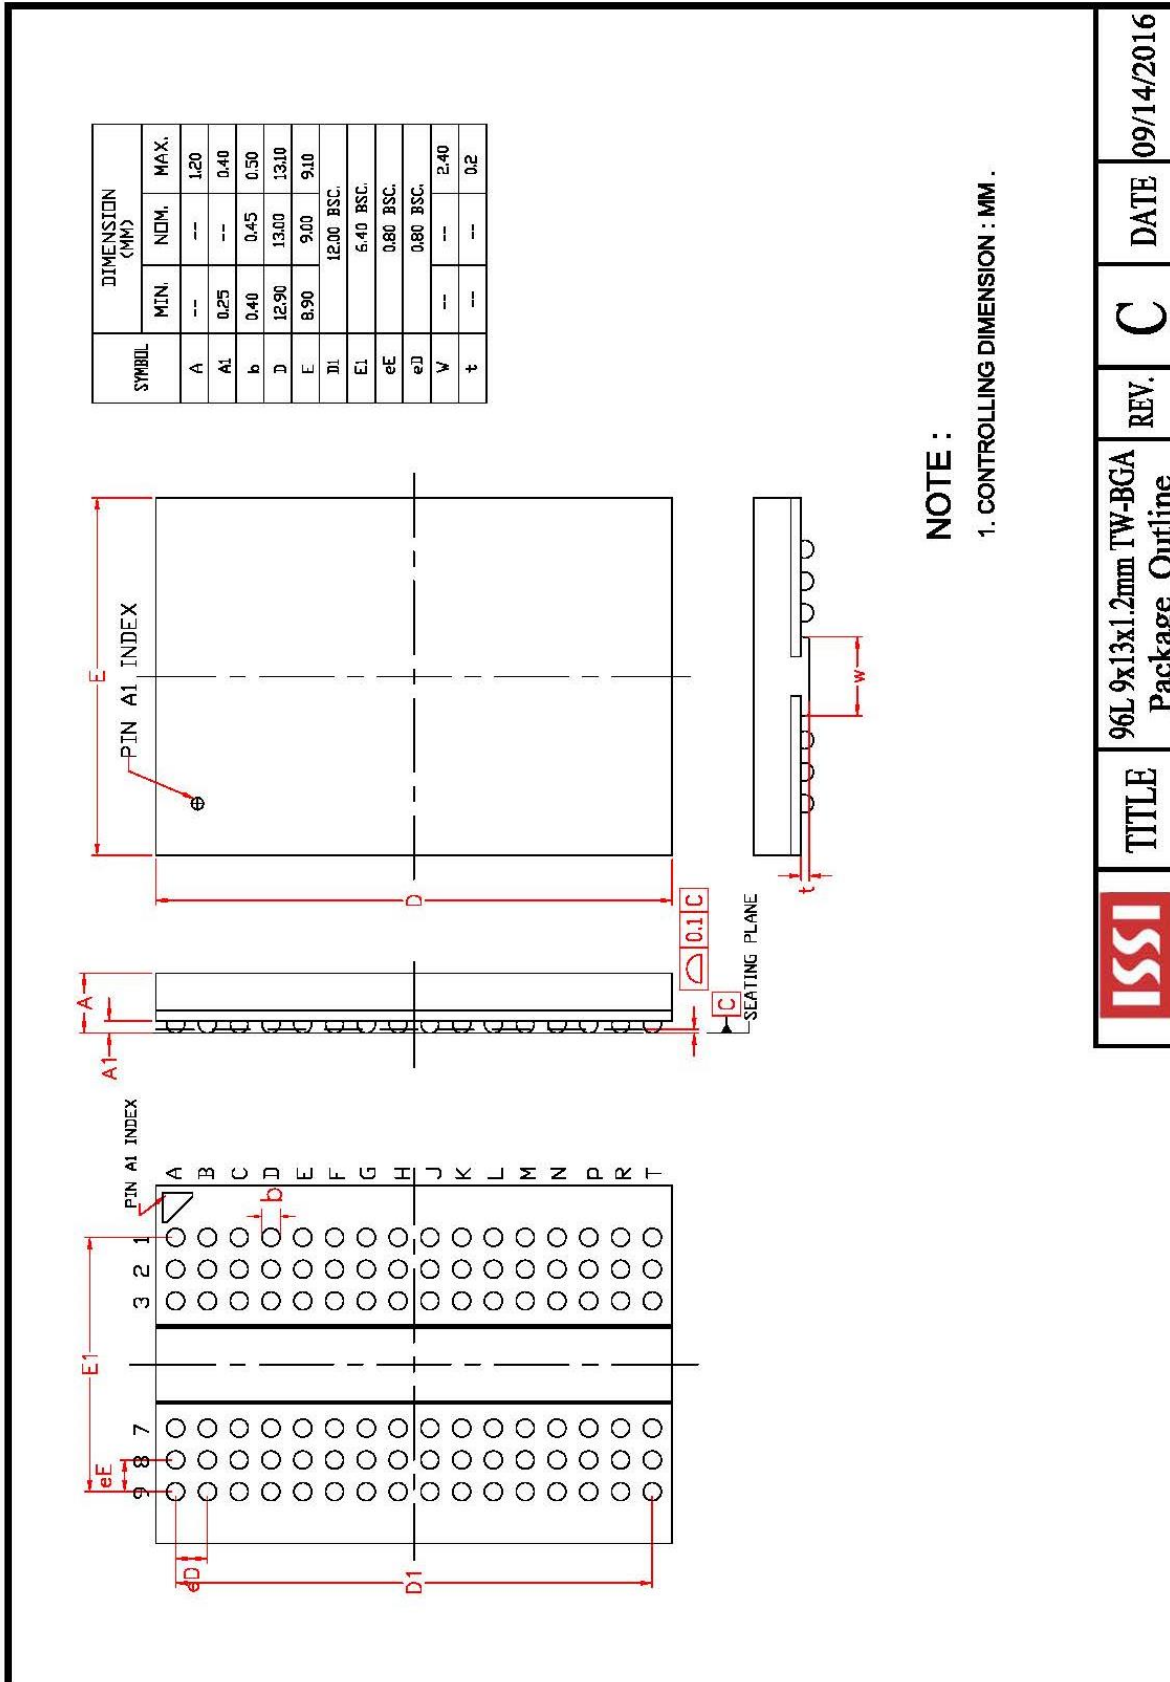 SYMBOL DIMENSION
(MM)
MIN. NOM. MAX.
A -- -- 1.20
A1 0.25 -- 0.40
b 0.40 0.45 0.50
D 12.90 13.00 13.10
E 8.90 9.00 9.10
D1 12.00 BSC.
E1 6.40 BSC.
eE 0.80 BSC.
eD 0.80 BSC.
W -- -- 2.40
t -- -- 0.2
E
PIN A1 INDEX
D
A
A1
0.1 C
C
SEATING PLANE
w
t
PIN A1 INDEX
E1
eE
9 8 7 3 2 1
A
B
C
D
E
F
G
H
J
K
L
M
N
P
R
T
b
eD
D1
NOTE :
1. CONTROLLING DIMENSION : MM .
ISSI
TITLE
96L 9x13x1.2mm TW-BGA
Package Outline
REV.
C
DATE
09/14/2016